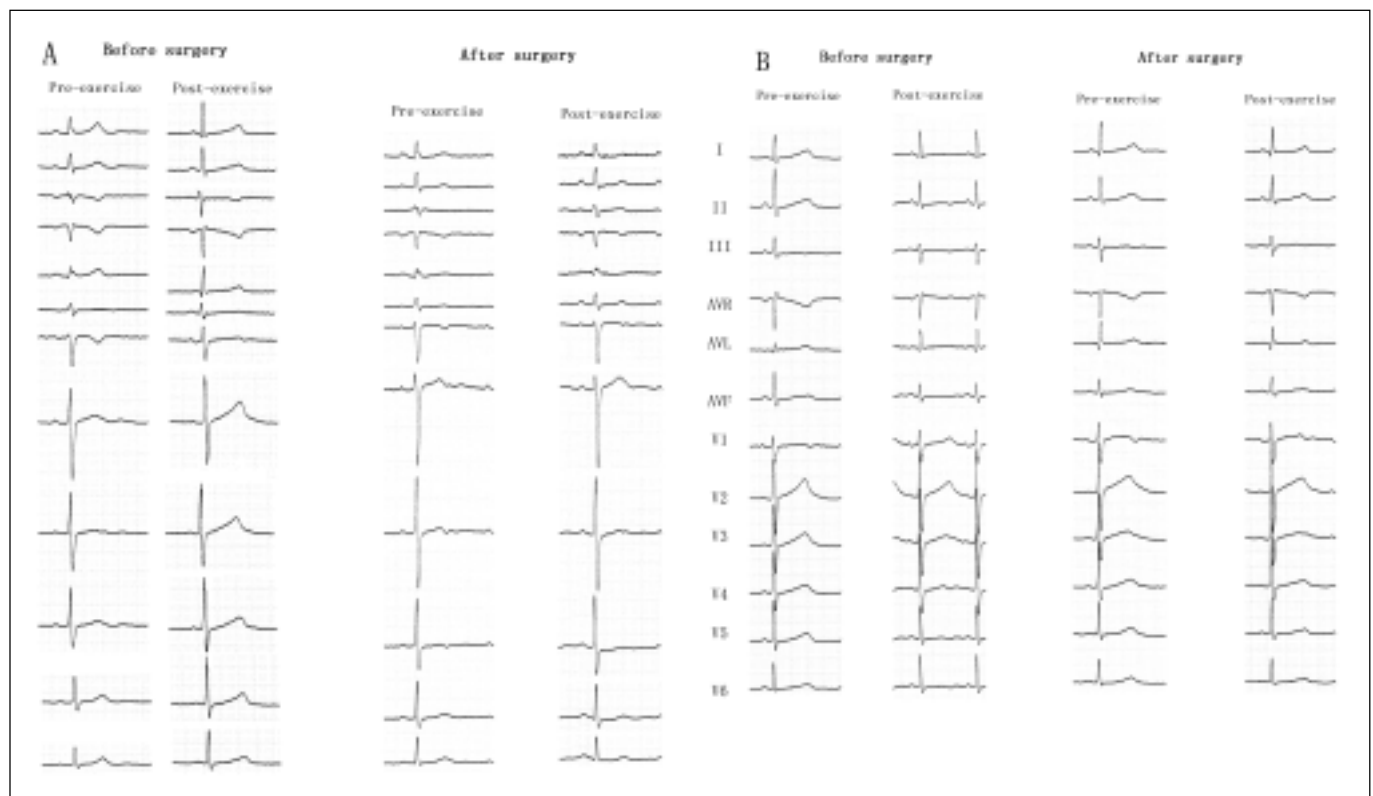 A
Before surgery
After surgery
Pre-exercise
Post-exercise
Pre-exercise
Post-exercise
B
Before surgery
After surgery
Pre-exercise
Post-exercise
Pre-exercise
Post-exercise
I
II
III
AVR
AVL
AVF
V1
V2
V3
V4
V5
V6